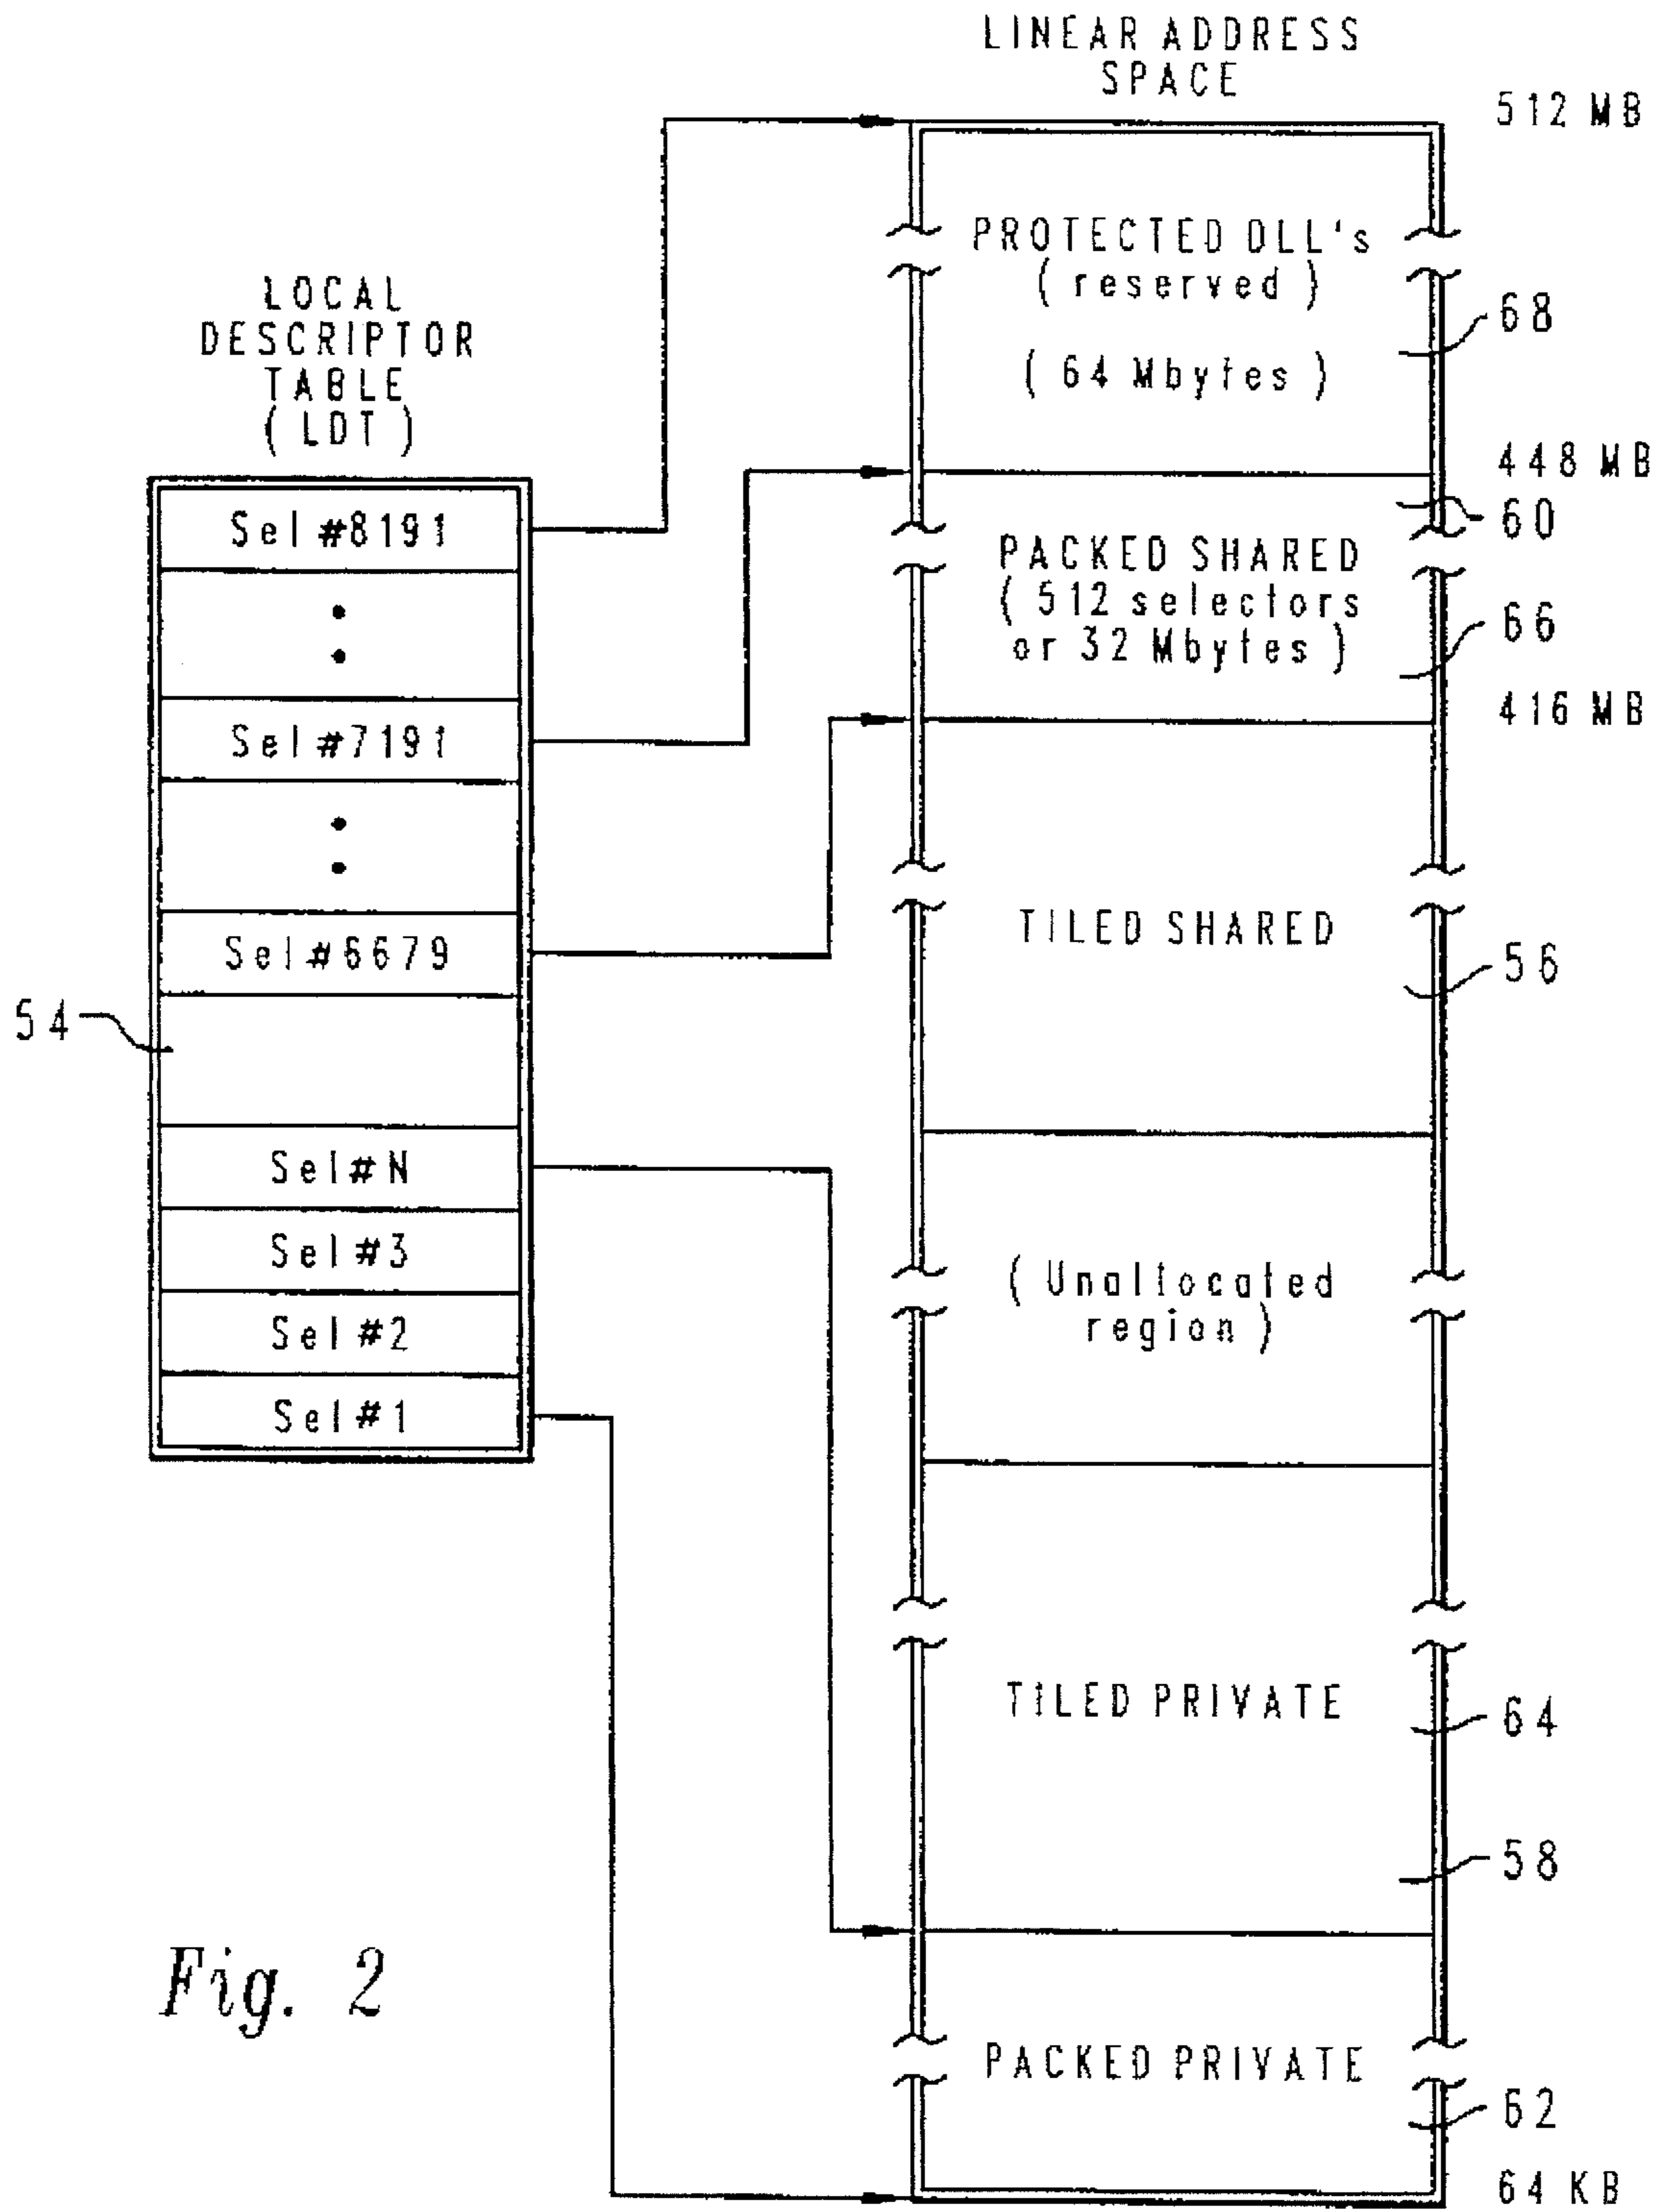 LINEAR ADDRESS
SPACE
512 MB
PROTECTED DLL's
( reserved )
68
( 64 Mbytes )
LOCAL
DESCRIPTOR
TABLE
( LDT )
448 MB
60
Sel #8191
PACKED SHARED
( 512 selectors
or 32 Mbytes )
66
416 MB
Sel #7191
TILED SHARED
Sel #6679
56
54
Sel #N
Sel #3
( Unallocated
region )
Sel #2
Sel #1
TILED PRIVATE
64
58
Fig. 2
PACKED PRIVATE
62
64 KB